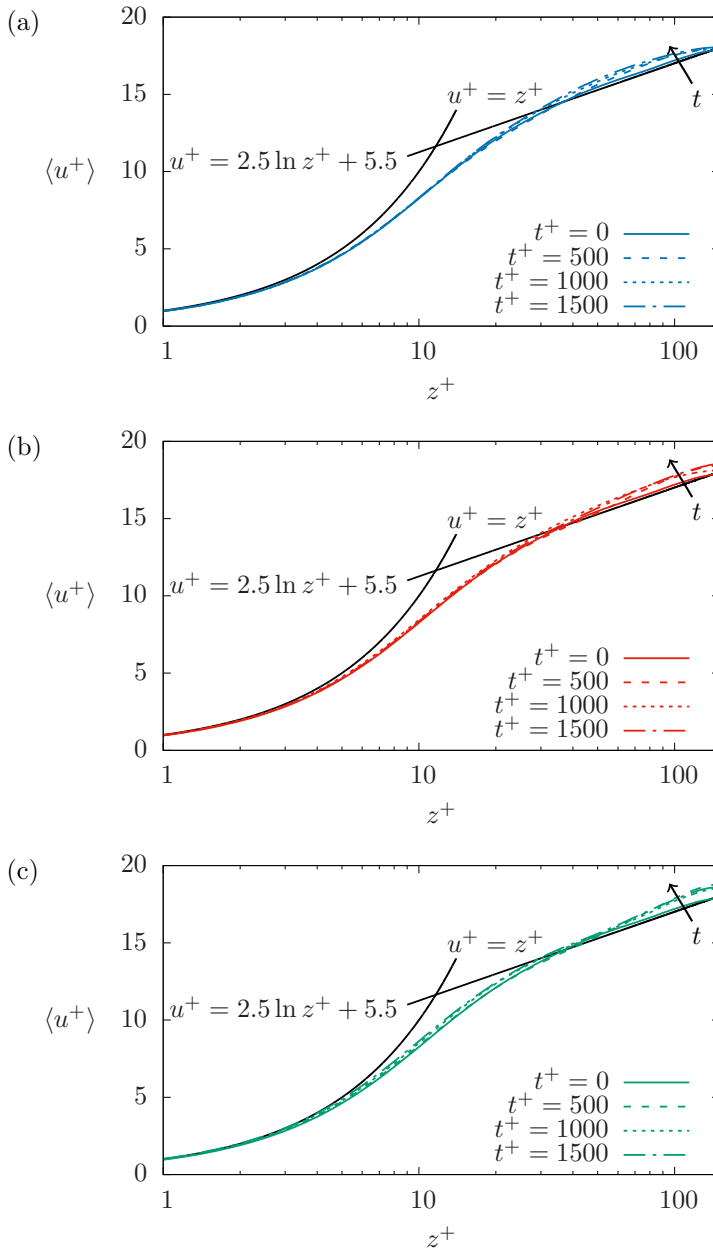 (a)
20
15
10
5
0
⟨u⁺⟩
u⁺ = z⁺
u⁺ = 2.5 ln z⁺ + 5.5
t
t⁺ = 0
t⁺ = 500
t⁺ = 1000
t⁺ = 1500
1 10 100
z⁺
(b)
20
15
10
5
0
⟨u⁺⟩
u⁺ = z⁺
u⁺ = 2.5 ln z⁺ + 5.5
t
t⁺ = 0
t⁺ = 500
t⁺ = 1000
t⁺ = 1500
1 10 100
z⁺
(c)
20
15
10
5
0
⟨u⁺⟩
u⁺ = z⁺
u⁺ = 2.5 ln z⁺ + 5.5
t
t⁺ = 0
t⁺ = 500
t⁺ = 1000
t⁺ = 1500
1 10 100
z⁺